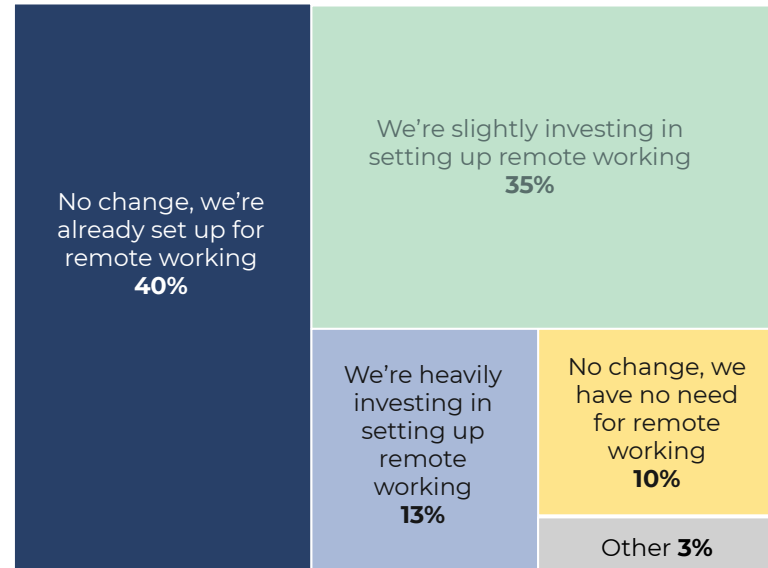 No change, we’re
already set up for
remote working
40%
We’re slightly investing in
setting up remote working
35%
We’re heavily
investing in
setting up
remote
working
13%
No change, we
have no need
for remote
working
10%
Other 3%